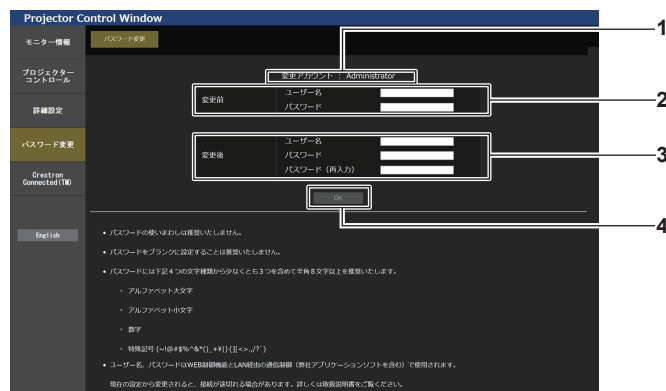 Projector Control Window
モニター情報
プロジェクター
コントロール
詳細設定
パスワード変更
Crestron
Connected(TM)
English
パスワード変更
変更アカウント : Administrator
変更前
ユーザー名
パスワード
変更後
ユーザー名
パスワード
パスワード (再入力)
OK
• パスワードの使いまわしは推奨いたしません。
• パスワードをブランクに設定することは推奨いたしません。
• パスワードには下記4つの文字種類から少なくとも3つを含めて半角8文字以上を推奨いたします。
アルファベット大文字
アルファベット小文字
数字
特殊記号 (~!@#$%^&*()_+¥|}{][<>.,/?`)
• ユーザー名、パスワードはWEB制御機能とLAN経由の通信制御（弊社アプリケーションソフトを含む）で使用されます。
現在の設定から変更されると、接続が途切れる場合があります。詳しくは取扱説明書をご覧ください。
1
2
3
4